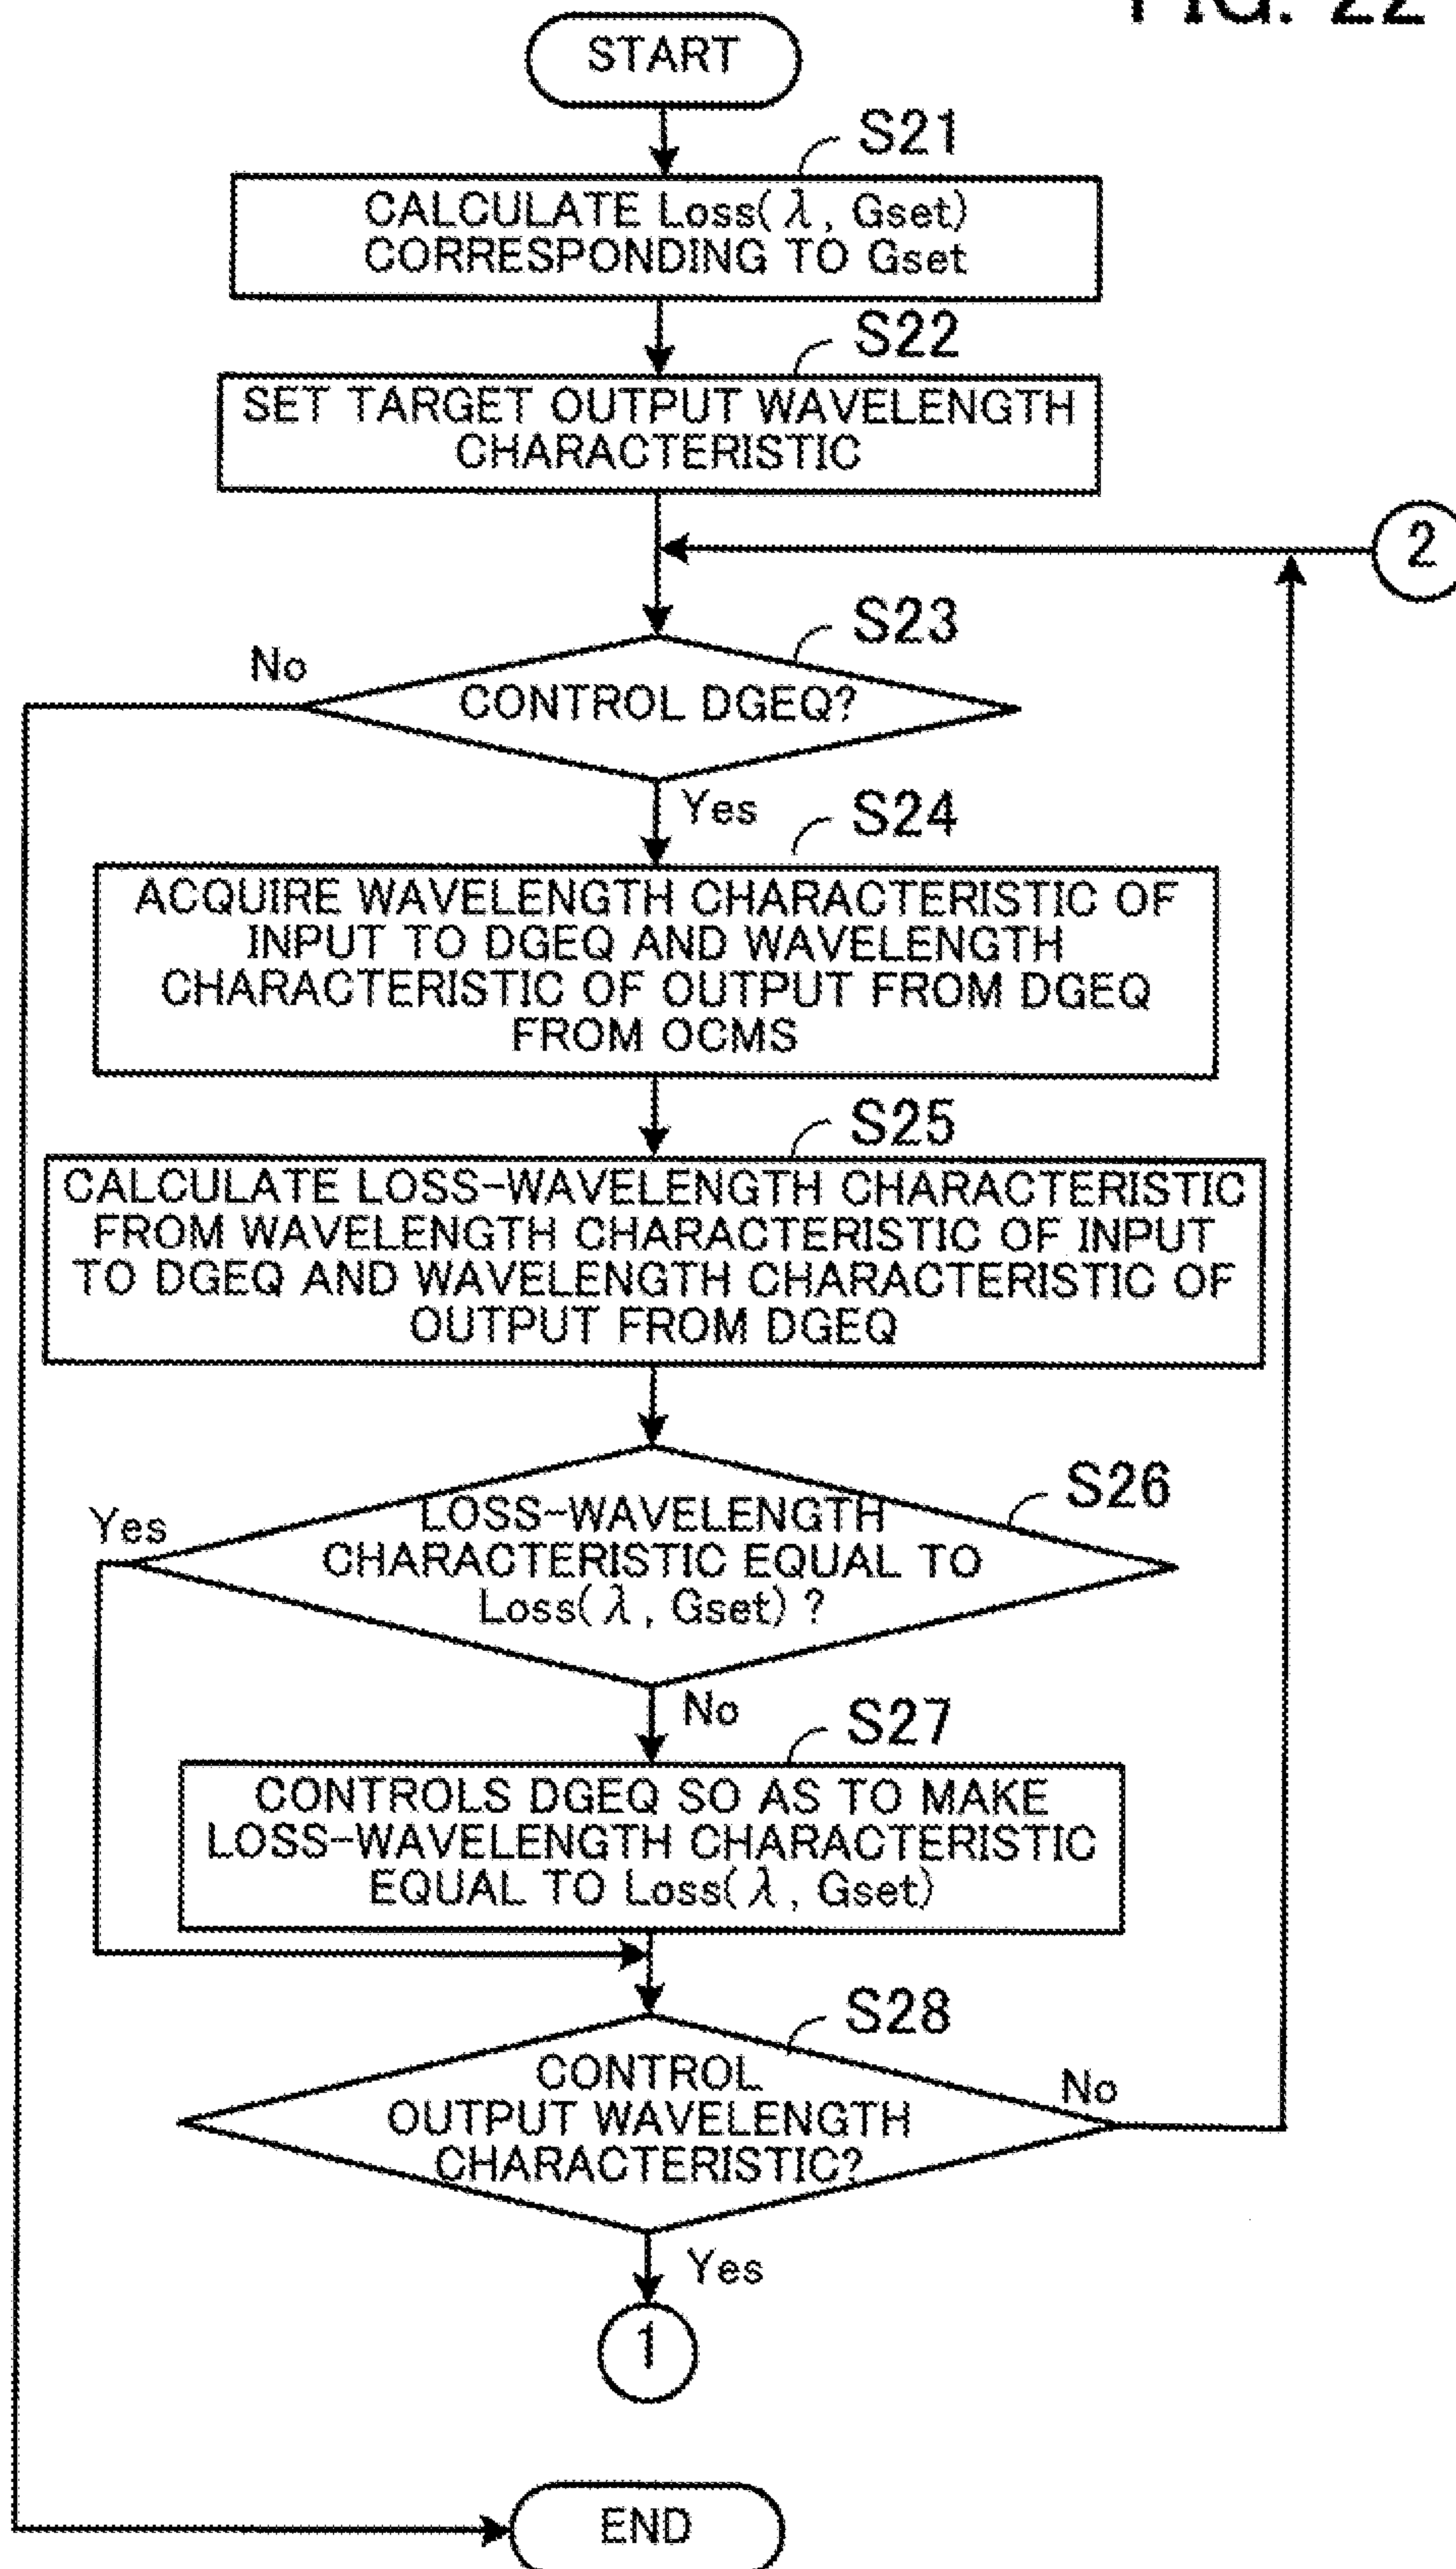 FIG. 22
START
S21
CALCULATE Loss(λ, Gset)
CORRESPONDING TO Gset
S22
SET TARGET OUTPUT WAVELENGTH
CHARACTERISTIC
2
S23
No
CONTROL DGEQ?
Yes
S24
ACQUIRE WAVELENGTH CHARACTERISTIC OF
INPUT TO DGEQ AND WAVELENGTH
CHARACTERISTIC OF OUTPUT FROM DGEQ
FROM OCMS
S25
CALCULATE LOSS-WAVELENGTH CHARACTERISTIC
FROM WAVELENGTH CHARACTERISTIC OF INPUT
TO DGEQ AND WAVELENGTH CHARACTERISTIC OF
OUTPUT FROM DGEQ
S26
Yes
LOSS-WAVELENGTH
CHARACTERISTIC EQUAL TO
Loss(λ, Gset) ?
No
S27
CONTROLS DGEQ SO AS TO MAKE
LOSS-WAVELENGTH CHARACTERISTIC
EQUAL TO Loss(λ, Gset)
S28
CONTROL
OUTPUT WAVELENGTH
CHARACTERISTIC?
No
Yes
1
END